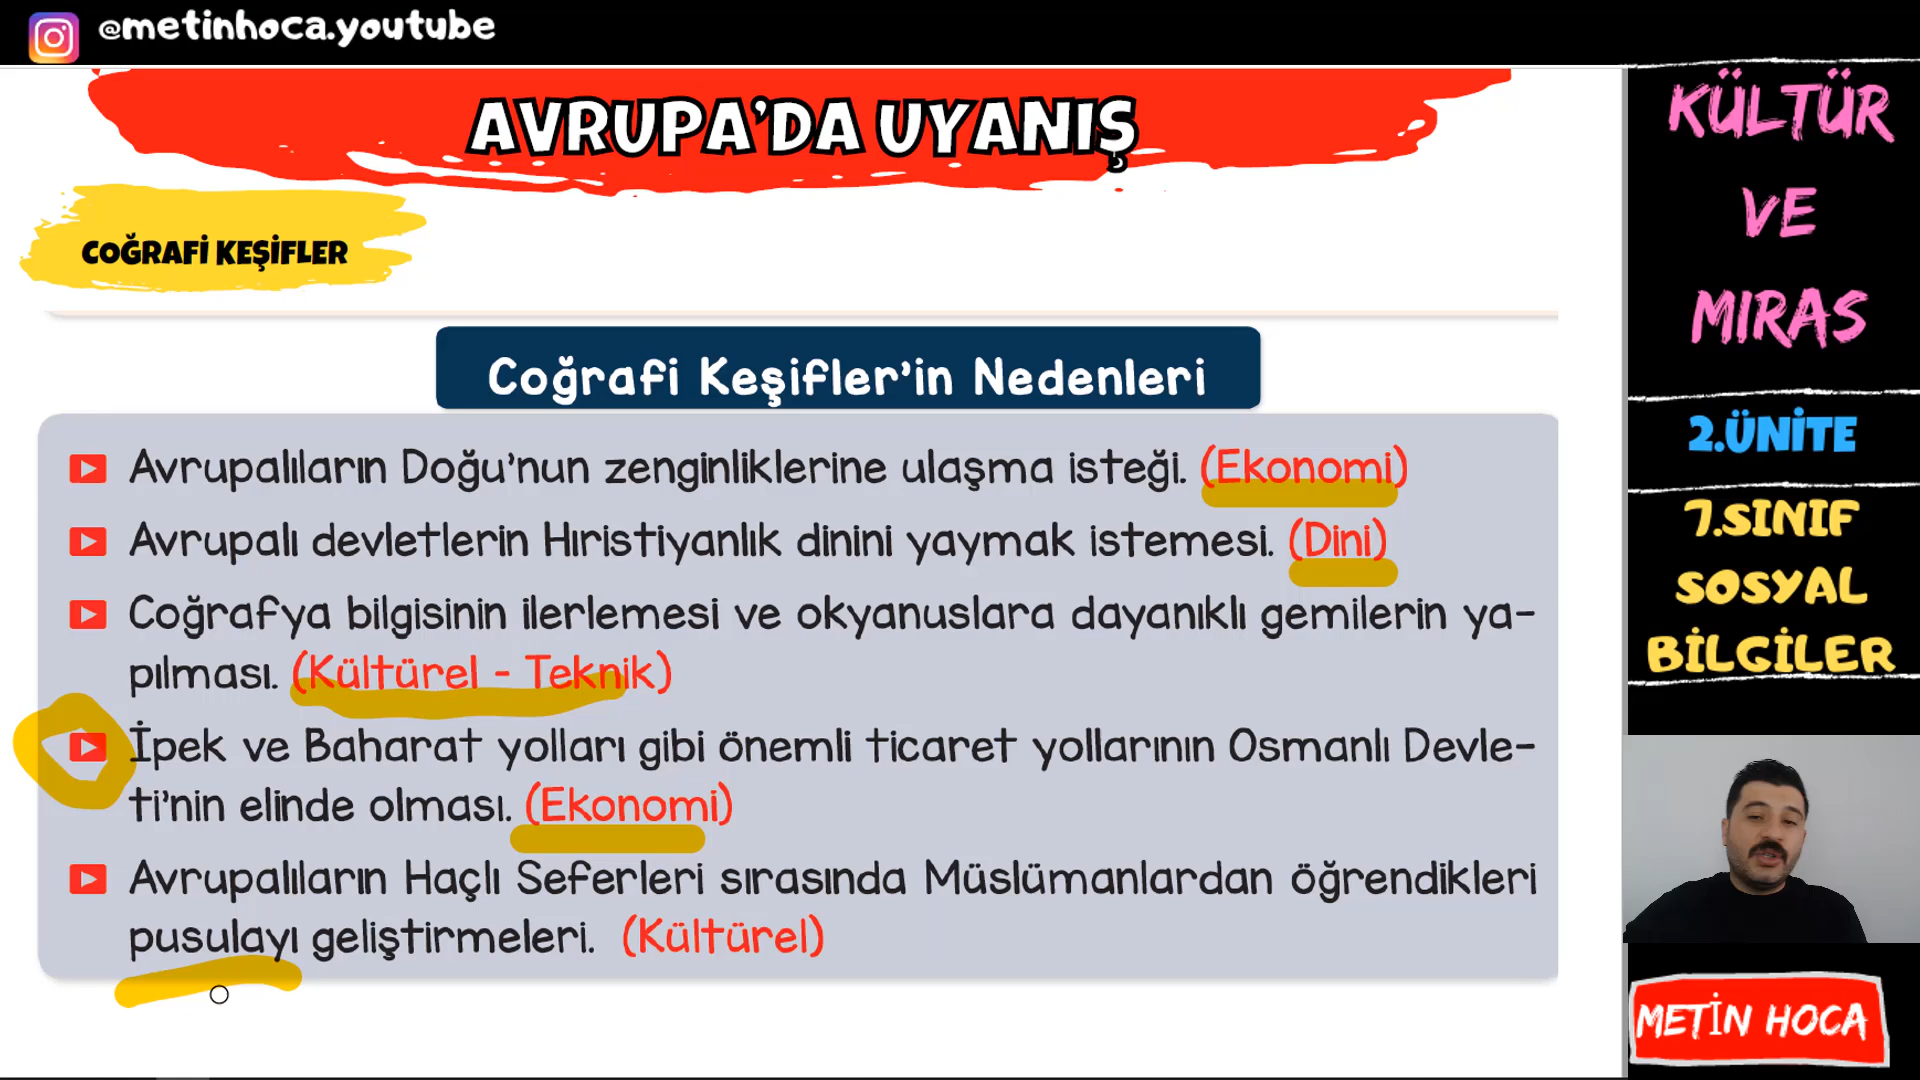 @metinhoca.youtube
AVRUPA'DA UYANIŞ
COĞRAFİ KEŞİFLER
Coğrafi Keşifler'in Nedenleri
Avrupalıların Doğu'nun zenginliklerine ulaşma isteği. (Ekonomi)
Avrupalı devletlerin Hıristiyanlık dinini yaymak istemesi. (Dini)
Coğrafya bilgisinin ilerlemesi ve okyanuslara dayanıklı gemilerin ya-
pılması. (Kültürel - Teknik)
İpek ve Baharat yolları gibi önemli ticaret yollarının Osmanlı Devle-
ti'nin elinde olması. (Ekonomi)
Avrupalıların Haçlı Seferleri sırasında Müslümanlardan öğrendikleri
pusulayı geliştirmeleri. (Kültürel)
KÜLTÜR
VE
MIRAS
2.ÜNİTE
7.SINIF
SOSYAL
BİLGİLER
METİN HOCA